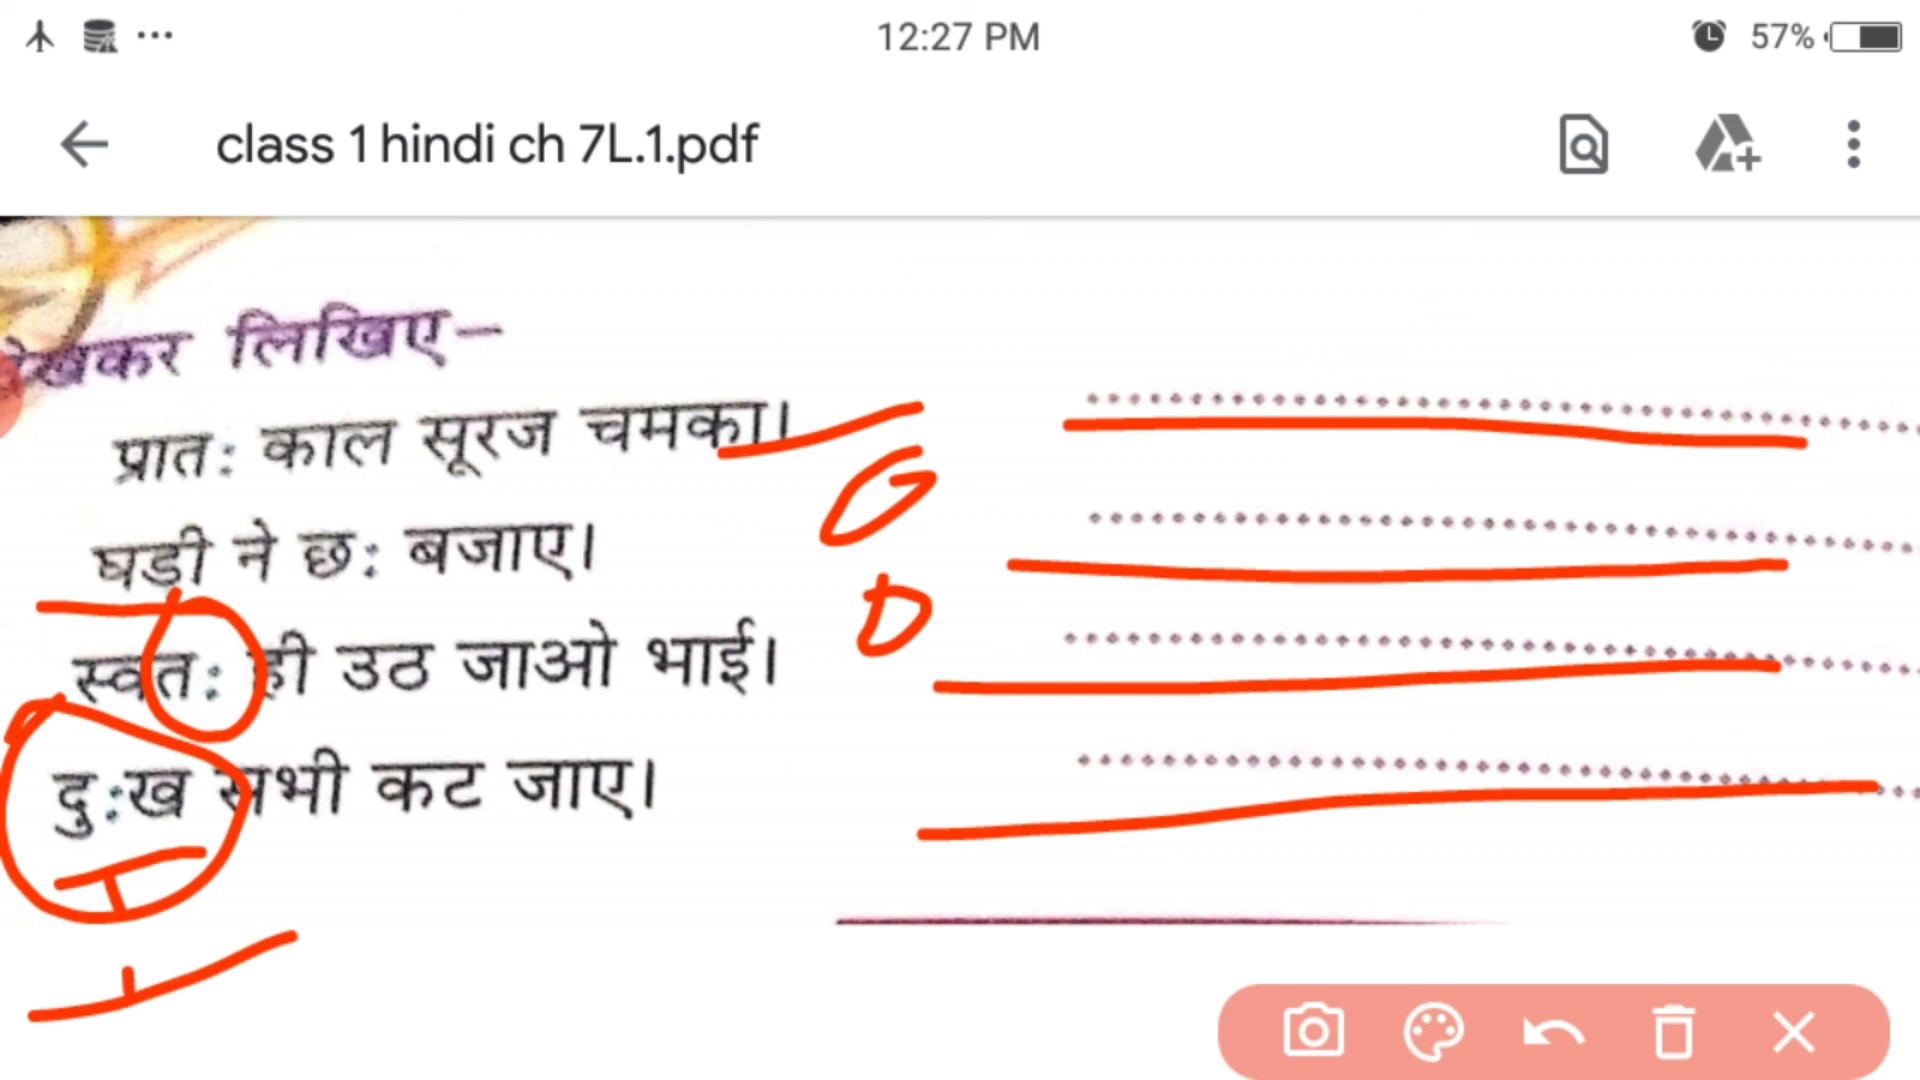 12:27 PM 57%
class 1 hindi ch 7L.1.pdf
देखकर लिखिए–
प्रातः काल सूरज चमका।
घड़ी ने छः बजाए।
स्वतः ही उठ जाओ भाई।
दुःख सभी कट जाए।